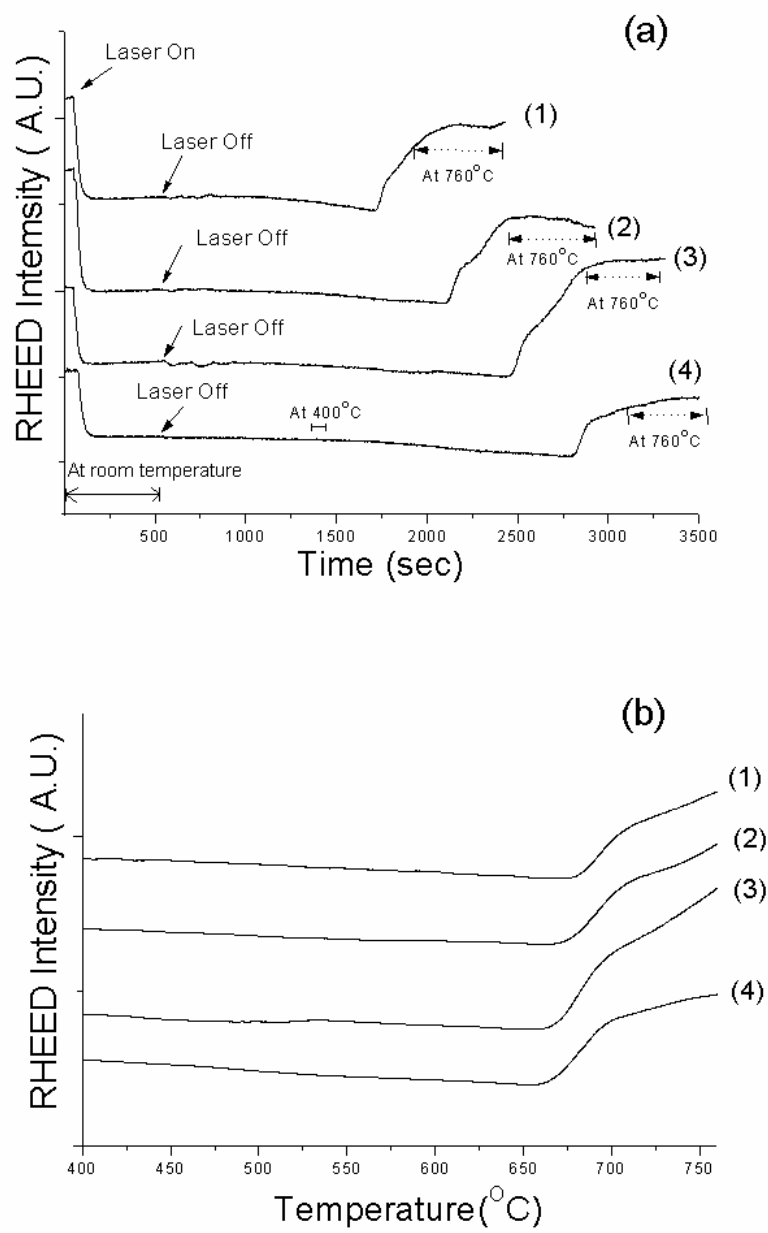 (a)
Laser On
Laser Off
(1)
At 760°C
Laser Off
(2)
At 760°C
(3)
At 760°C
Laser Off
Laser Off
(4)
At 400°C
At 760°C
At room temperature
RHEED Intemsity ( A.U.)
500 1000 1500 2000 2500 3000 3500
Time (sec)
(b)
(1)
(2)
(3)
(4)
RHEED Intensity ( A.U.)
400 450 500 550 600 650 700 750
Temperature(°C)